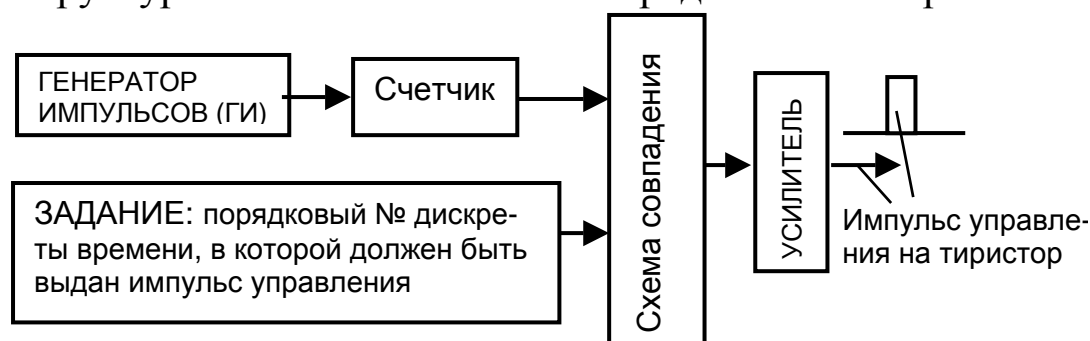 ГЕНЕРАТОР
ИМПУЛЬСОВ (ГИ)
Счетчик
ЗАДАНИЕ: порядковый № дискре-
ты времени, в которой должен быть
выдан импульс управления
Схема совпадения
УСИЛИТЕЛЬ
Импульс управле-
ния на тиристор